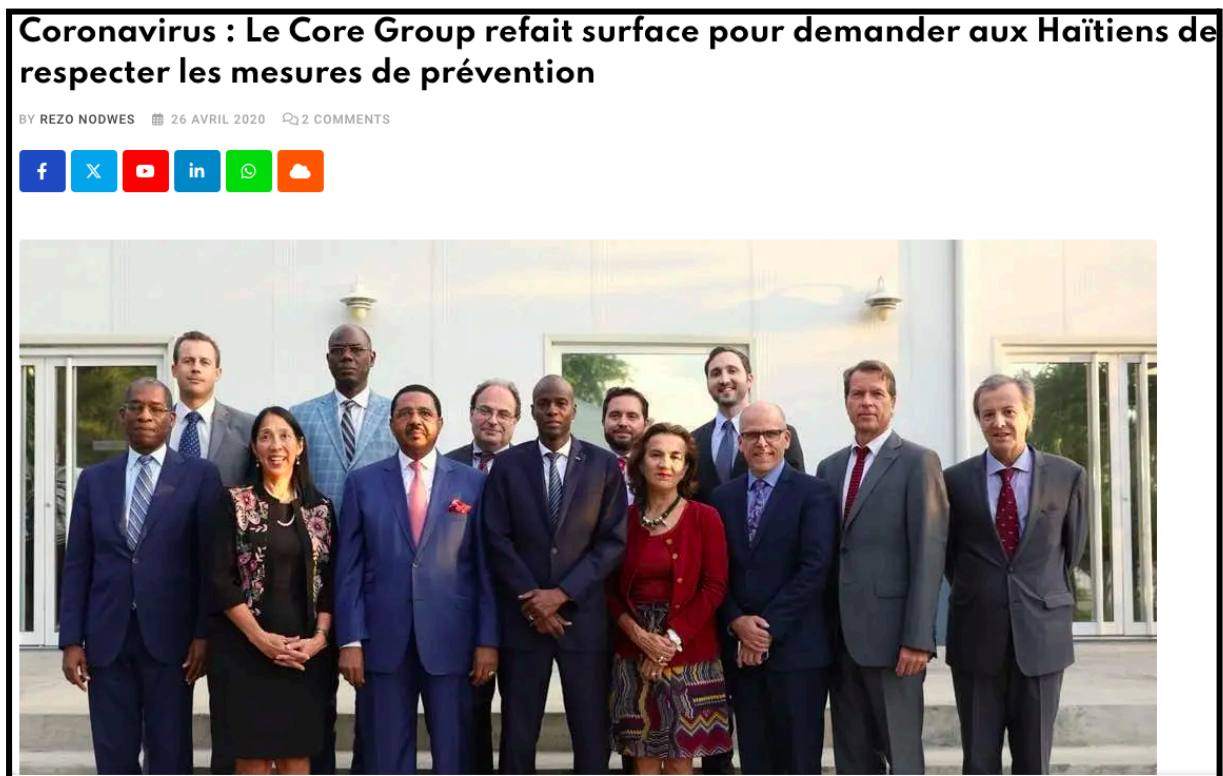 Coronavirus : Le Core Group refait surface pour demander aux Haïtiens de
respecter les mesures de prévention
BY REZO NODWES 26 AVRIL 2020 2 COMMENTS
f X in